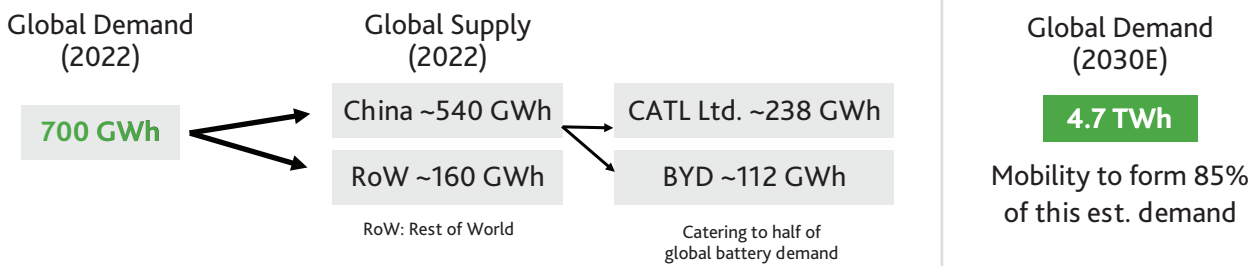 Global Demand
(2022)
700 GWh
Global Supply
(2022)
China ~540 GWh
RoW ~160 GWh
RoW: Rest of World
CATL Ltd. ~238 GWh
BYD ~112 GWh
Catering to half of
global battery demand
Global Demand
(2030E)
4.7 TWh
Mobility to form 85%
of this est. demand